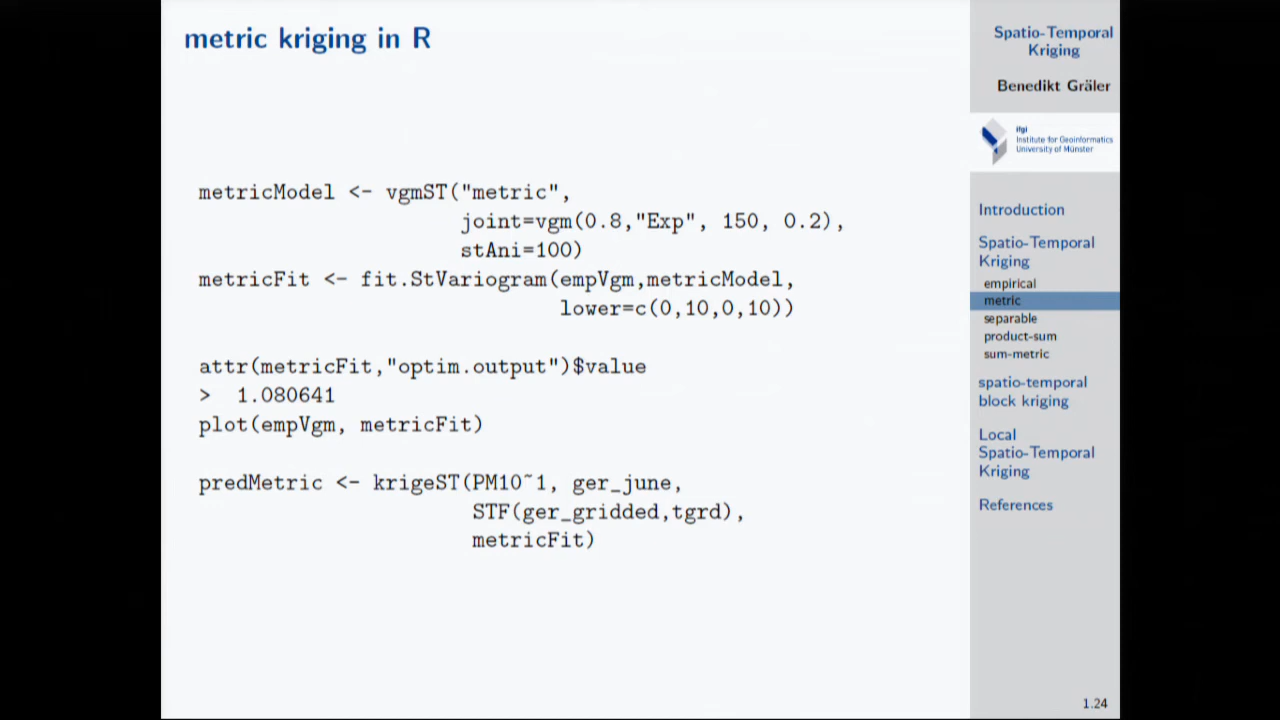 metric kriging in R
metricModel <- vgmST("metric",
joint=vgm(0.8,"Exp", 150, 0.2),
stAni=100)
metricFit <- fit.StVariogram(empVgm,metricModel,
lower=c(0,10,0,10))
attr(metricFit,"optim.output")$value
> 1.080641
plot(empVgm, metricFit)
predMetric <- krigeST(PM10~1, ger_june,
STF(ger_gridded,tgrd),
metricFit)
Spatio-Temporal
Kriging
Benedikt Gräler
ifgi
Institute for Geoinformatics
University of Münster
Introduction
Spatio-Temporal
Kriging
empirical
metric
separable
product-sum
sum-metric
spatio-temporal
block kriging
Local
Spatio-Temporal
Kriging
References
1.24